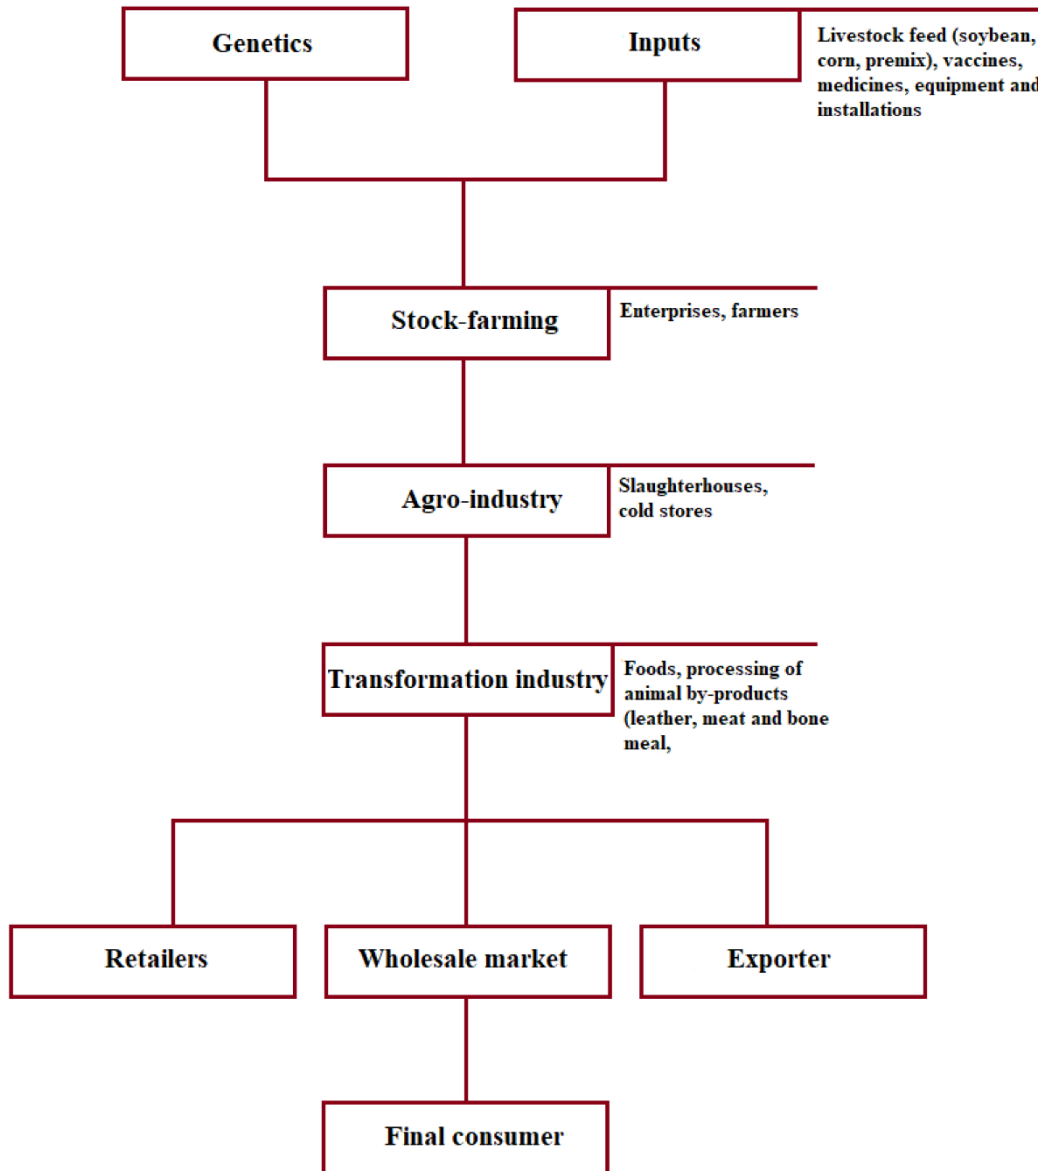 Genetics
Inputs
Livestock feed (soybean,
corn, premix), vaccines,
medicines, equipment and
installations
Stock-farming
Enterprises, farmers
Agro-industry
Slaughterhouses,
cold stores
Transformation industry
Foods, processing of
animal by-products
(leather, meat and bone
meal,
Retailers
Wholesale market
Exporter
Final consumer